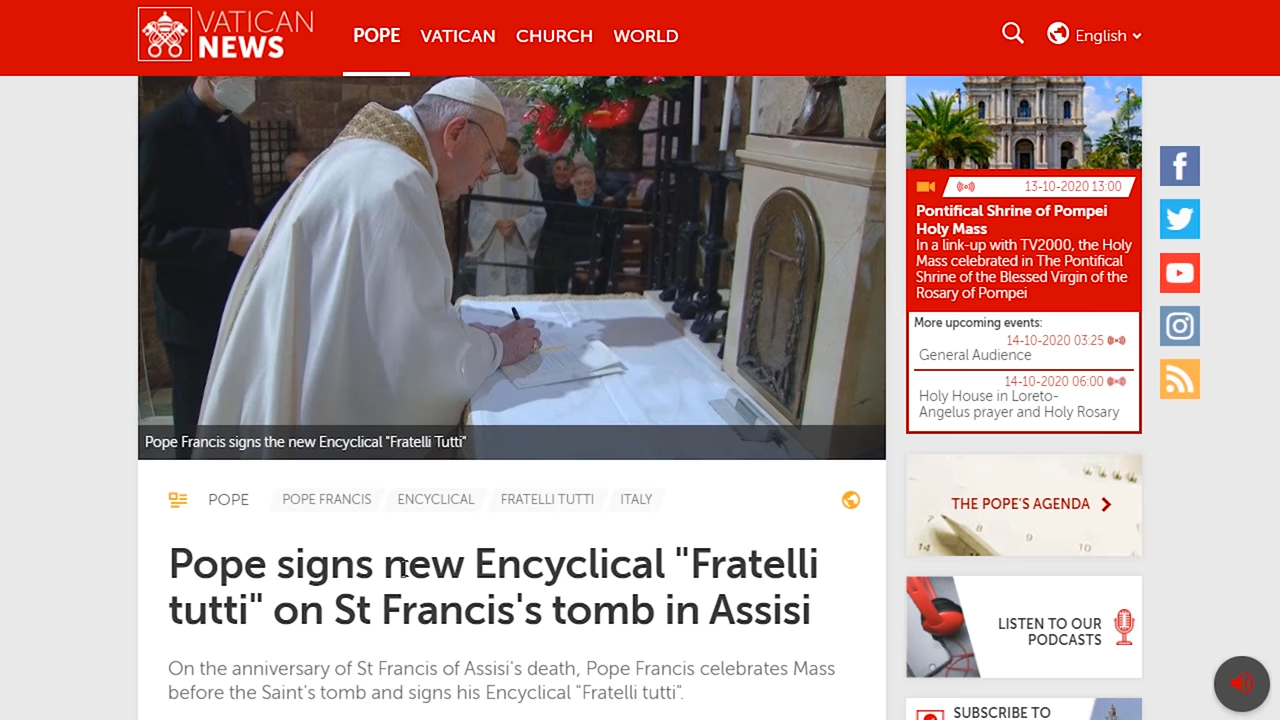 VATICAN
NEWS
POPE
VATICAN
CHURCH
WORLD
English
Pope Francis signs the new Encyclical "Fratelli Tutti"
POPE
POPE FRANCIS
ENCYCLICAL
FRATELLI TUTTI
ITALY
Pope signs new Encyclical "Fratelli
tutti" on St Francis's tomb in Assisi
On the anniversary of St Francis of Assisi's death, Pope Francis celebrates Mass
before the Saint's tomb and signs his Encyclical "Fratelli tutti".
13-10-2020 13:00
Pontifical Shrine of Pompei
Holy Mass
In a link-up with TV2000, the Holy
Mass celebrated in The Pontifical
Shrine of the Blessed Virgin of the
Rosary of Pompei
More upcoming events:
14-10-2020 03:25
General Audience
14-10-2020 06:00
Holy House in Loreto-
Angelus prayer and Holy Rosary
THE POPE'S AGENDA
7
8
9
14
10
LISTEN TO OUR
PODCASTS
SUBSCRIBE TO